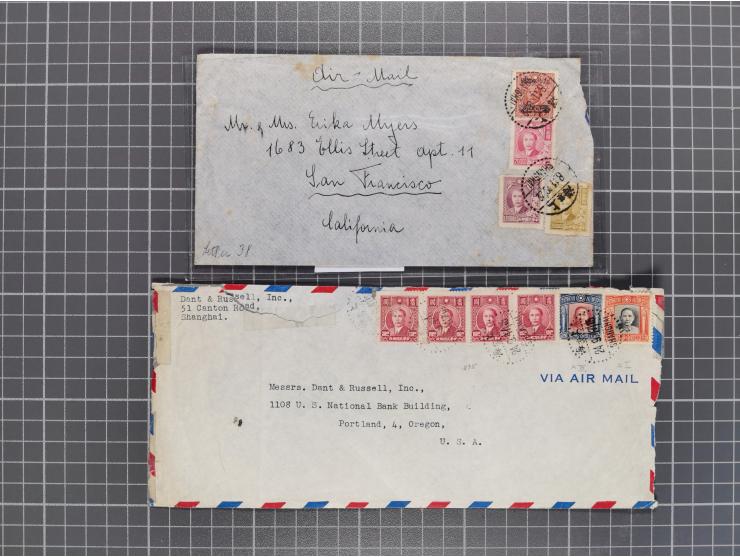 Air-Mail
Mr. & Mrs. Erika Myers
1683 Ellis Street apt. 11
San Francisco
California
Dant & Russell, Inc.,
51 Canton Road,
Shanghai.
VIA AIR MAIL
Messrs. Dant & Russell, Inc.,
1108 U. S. National Bank Building,
Portland, 4, Oregon,
U. S. A.